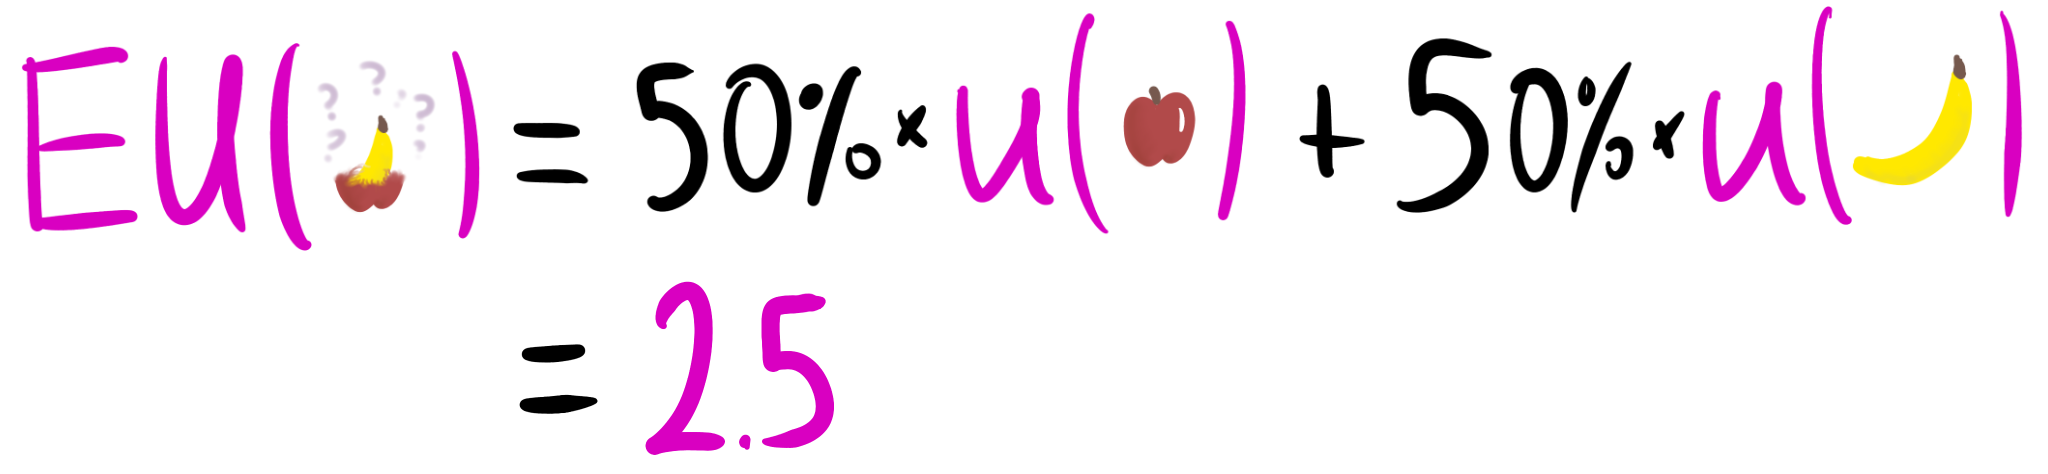 EU(????) = 50% × u( ) + 50% × u( )
= 2.5